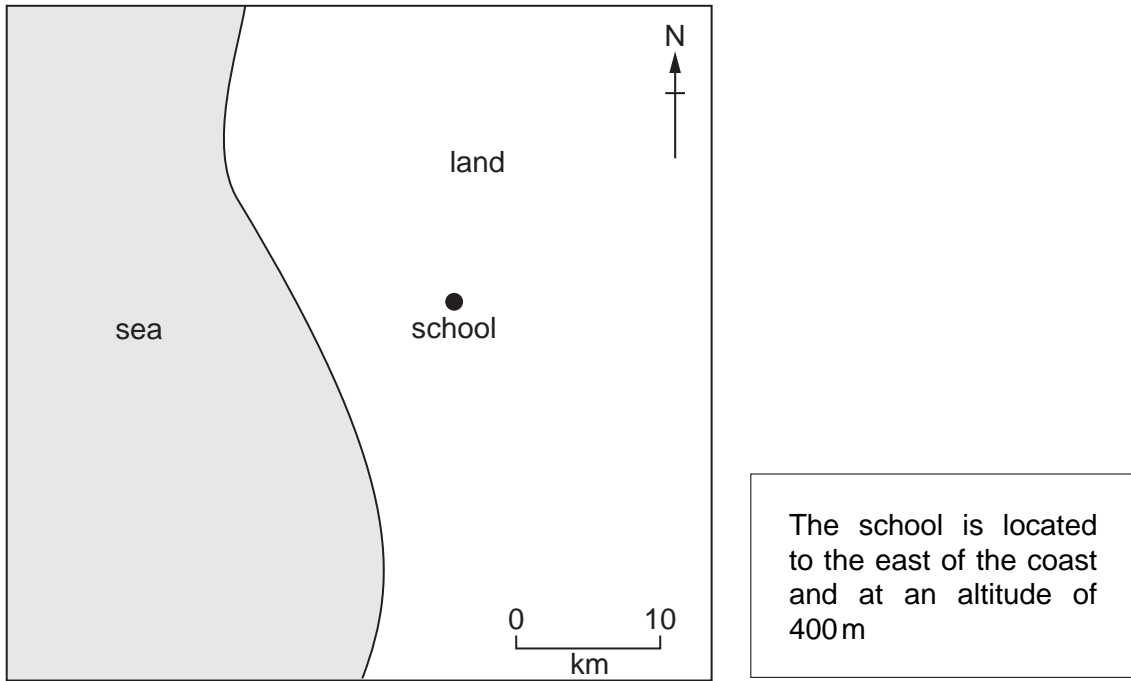 N
land
school
sea
0 10
km
The school is located
to the east of the coast
and at an altitude of
400 m